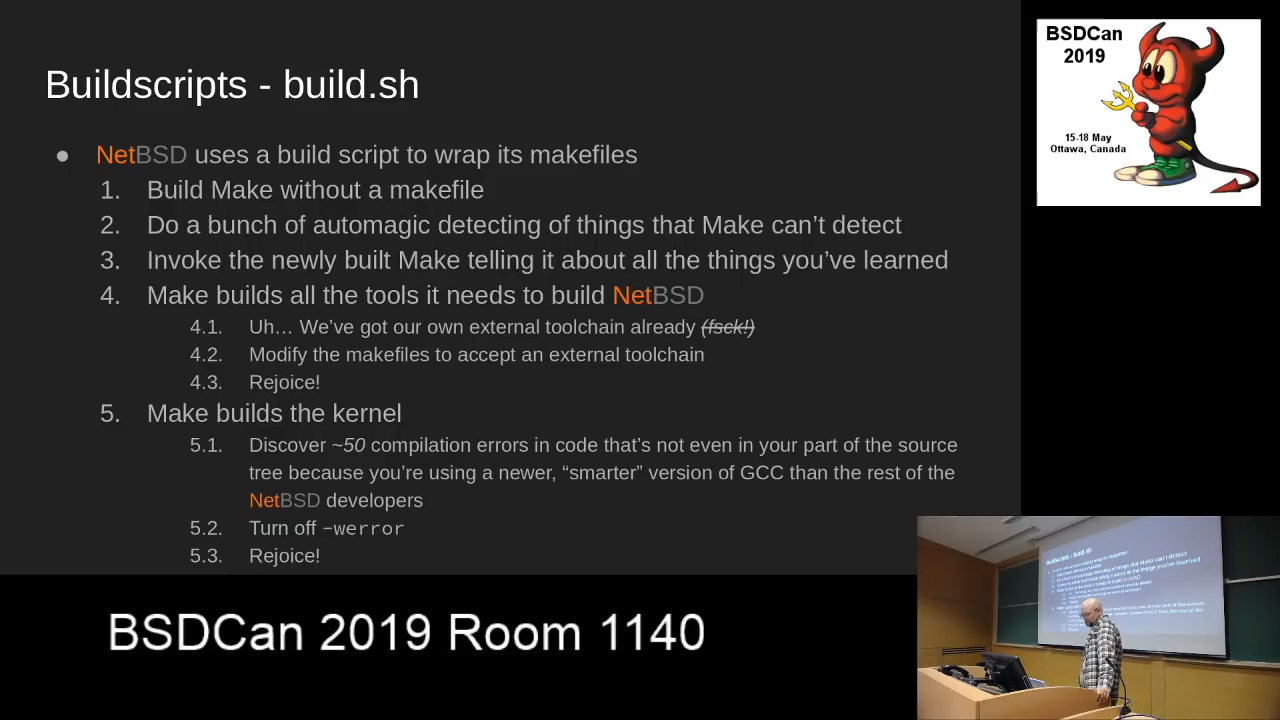 Buildscripts - build.sh
● NetBSD uses a build script to wrap its makefiles
1. Build Make without a makefile
2. Do a bunch of automagic detecting of things that Make can’t detect
3. Invoke the newly built Make telling it about all the things you’ve learned
4. Make builds all the tools it needs to build NetBSD
4.1. Uh… We’ve got our own external toolchain already (fsck!)
4.2. Modify the makefiles to accept an external toolchain
4.3. Rejoice!
5. Make builds the kernel
5.1. Discover ~50 compilation errors in code that’s not even in your part of the source
tree because you’re using a newer, “smarter” version of GCC than the rest of the
NetBSD developers
5.2. Turn off -werror
5.3. Rejoice!
BSDCan
2019
15-18 May
Ottawa, Canada
BSDCan 2019 Room 1140
Buildscripts - build.sh